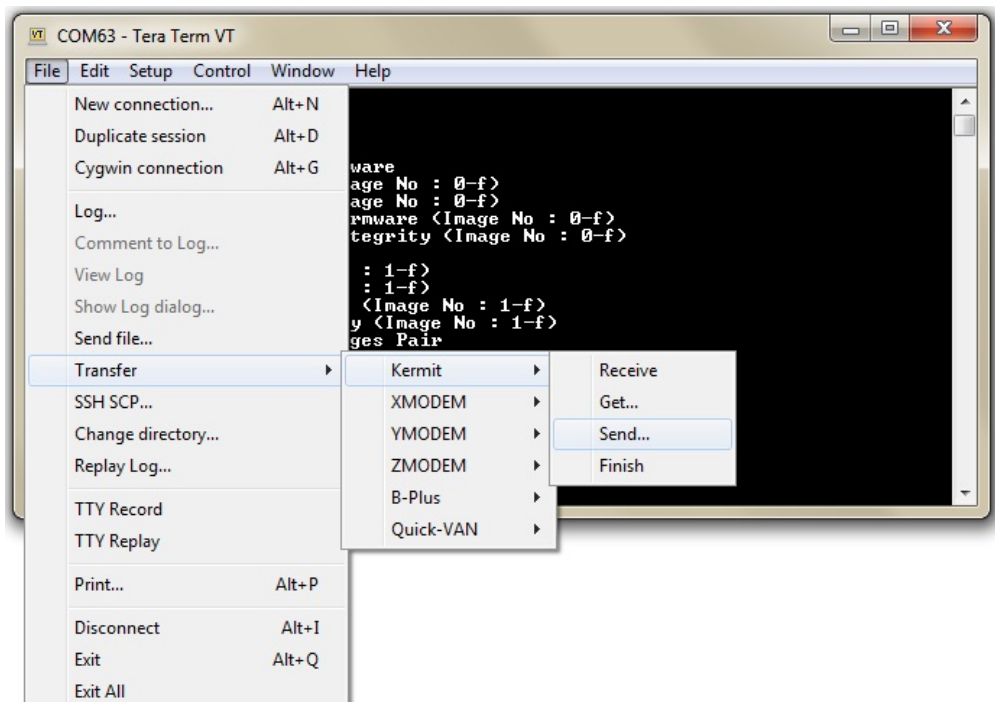 COM63 - Tera Term VT
File Edit Setup Control Window Help
New connection... Alt+N
Duplicate session Alt+D
Cygwin connection Alt+G
Log...
Comment to Log...
View Log
Show Log dialog...
Send file...
Transfer
SSH SCP...
Change directory...
Replay Log...
TTY Record
TTY Replay
Print... Alt+P
Disconnect Alt+I
Exit Alt+Q
Exit All
ware
age No : 0-f)
age No : 0-f)
rmware (Image No : 0-f)
tegrity (Image No : 0-f)
: 1-f)
: 1-f)
(Image No : 1-f)
y (Image No : 1-f)
ges Pair
Kermit
XMODEM
YMODEM
ZMODEM
B-Plus
Quick-VAN
Receive
Get...
Send...
Finish